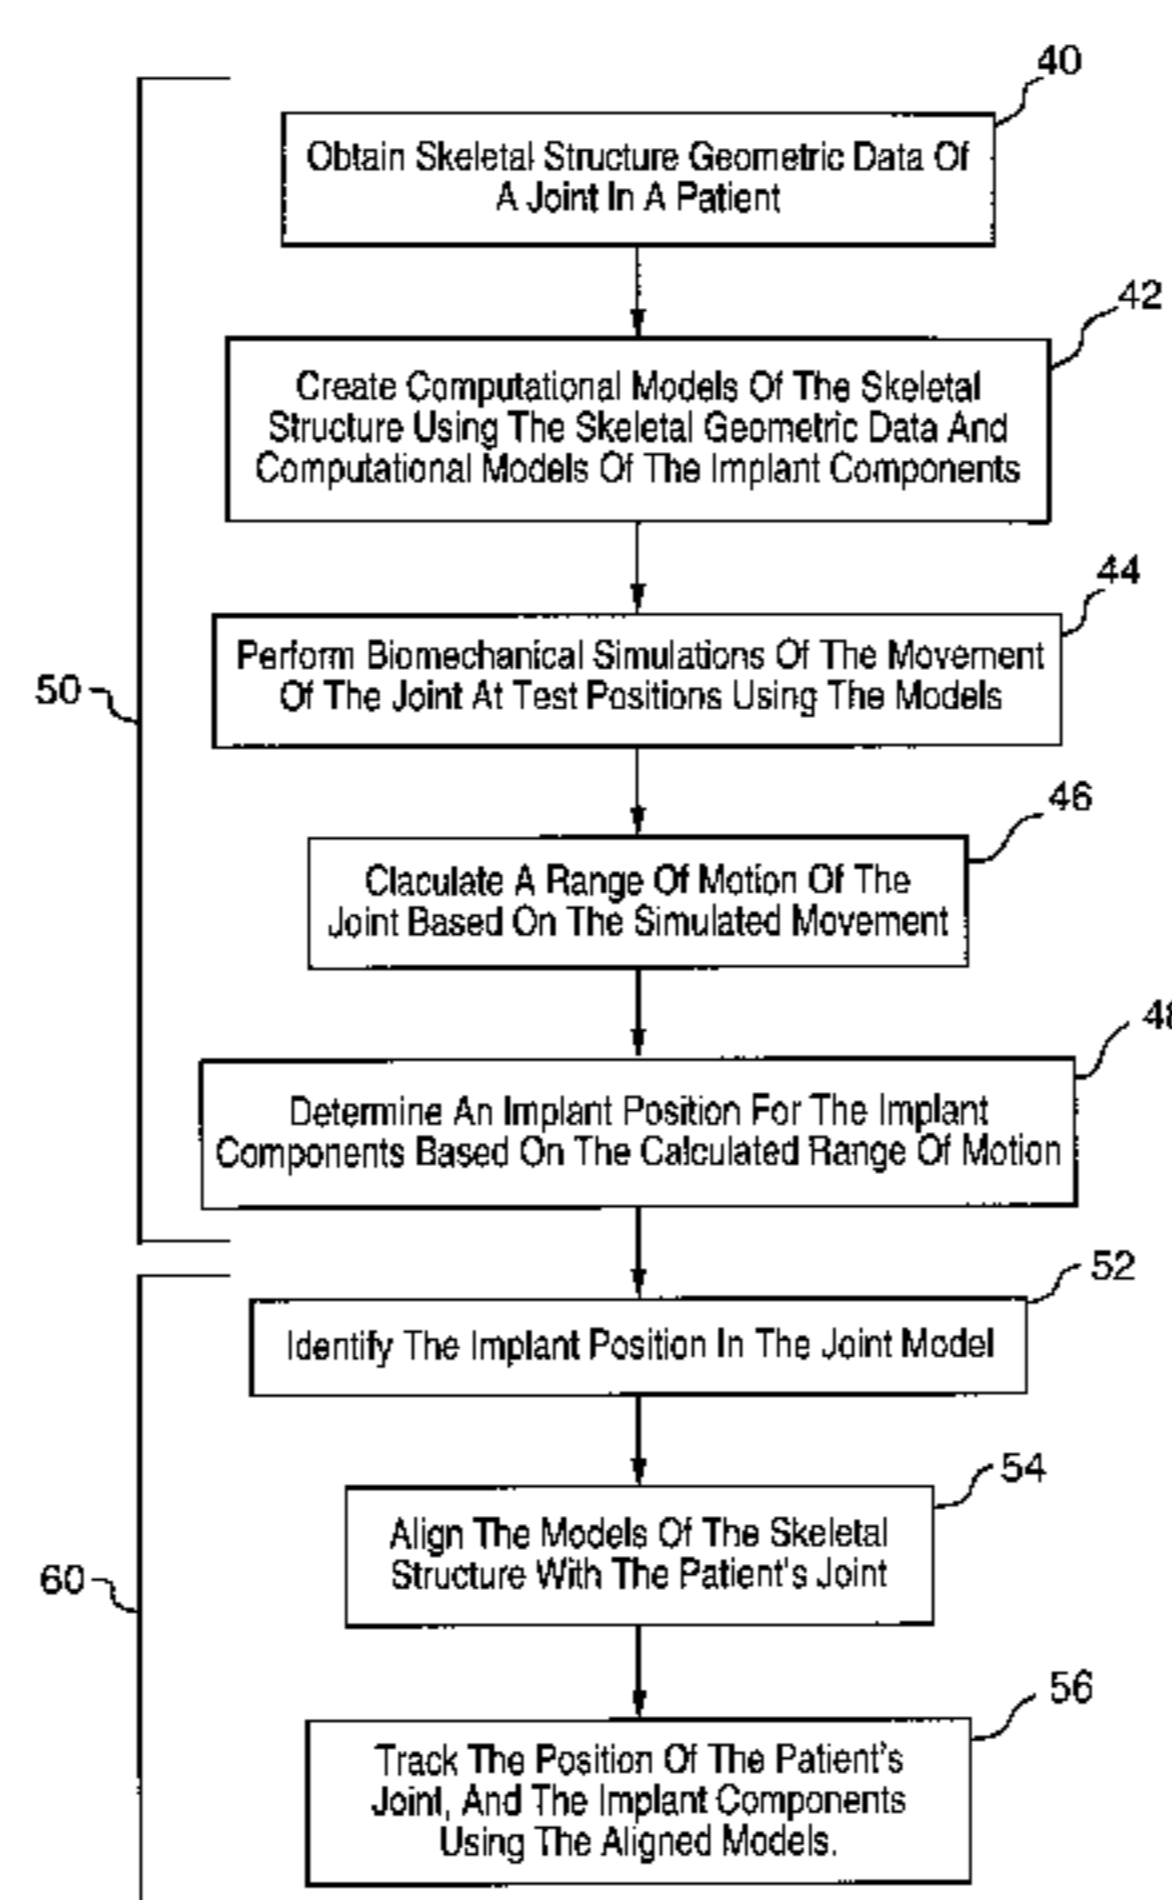 40
Obtain Skeletal Structure Geometric Data Of
A Joint In A Patient
42
Create Computational Models Of The Skeletal
Structure Using The Skeletal Geometric Data And
Computational Models Of The Implant Components
44
Perform Biomechanical Simulations Of The Movement
Of The Joint At Test Positions Using The Models
50
46
Claculate A Range Of Motion Of The
Joint Based On The Simulated Movement
48
Determine An Implant Position For The Implant
Components Based On The Calculated Range Of Motion
52
Identify The Implant Position In The Joint Model
54
Align The Models Of The Skeletal
Structure With The Patient's Joint
60
56
Track The Position Of The Patient's
Joint, And The Implant Components
Using The Aligned Models.